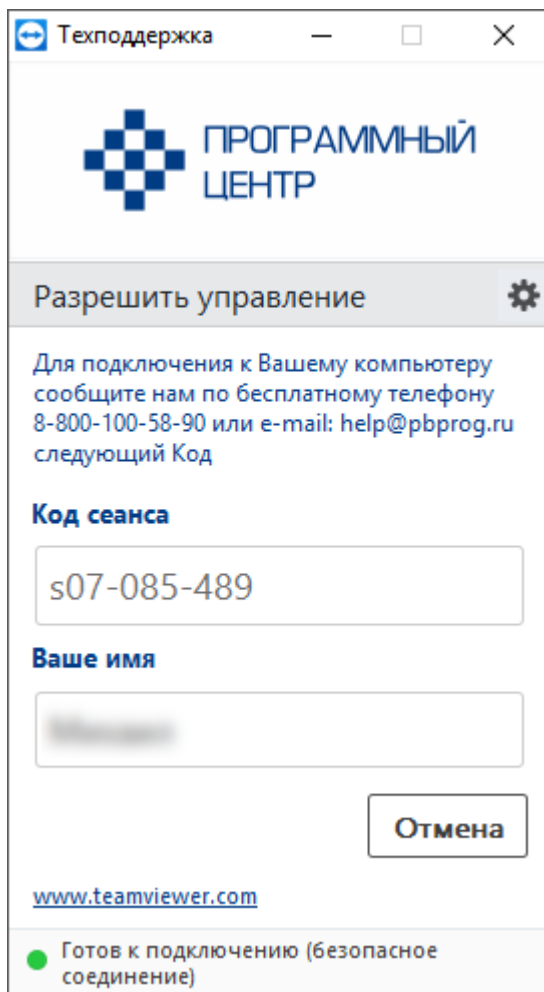 Техподдержка
ПРОГРАММНЫЙ
ЦЕНТР
Разрешить управление
Для подключения к Вашему компьютеру
сообщите нам по бесплатному телефону
8-800-100-58-90 или e-mail: help@pbprog.ru
следующий Код
Код сеанса
s07-085-489
Ваше имя
Отмена
www.teamviewer.com
Готов к подключению (безопасное
соединение)